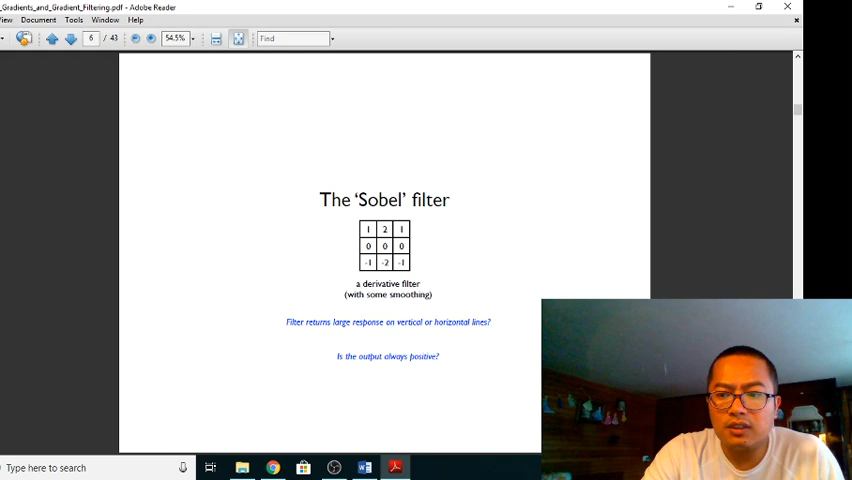 _Gradients_and_Gradient_Filtering.pdf - Adobe Reader
View Document Tools Window Help
6 / 43 54.5% Find
The ‘Sobel’ filter
1 2 1
0 0 0
-1 -2 -1
a derivative filter
(with some smoothing)
Filter returns large response on vertical or horizontal lines?
Is the output always positive?
Type here to search